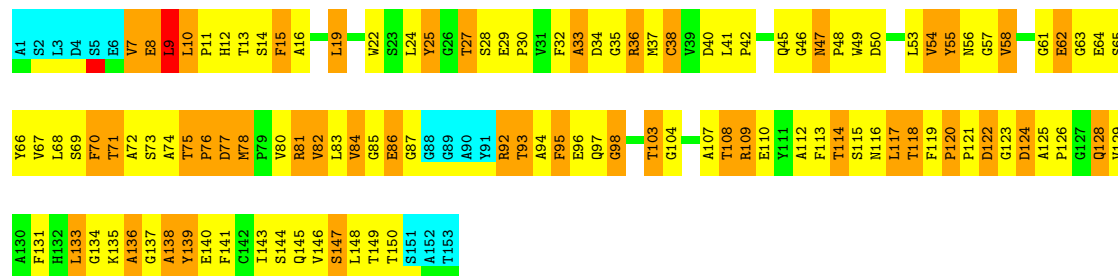 A1 S2 L3 D4 S5 E6 V7 E8 L9 L10 P11 H12 T13 S14 F15 A16 L19 W22 S23 L24 Y25 G26 T27 S28 E29 P30 V31 F32 A33 D34 G35 R36 M37 C38 V39 D40 L41 P42 Q45 G46 N47 P48 W49 D50 L53 V54 Y55 N56 G57 V58 G61 E62 G63 E64 S65
Y66 V67 L68 S69 F70 T71 A72 S73 A74 T75 P76 D77 M78 P79 V80 R81 V82 L83 V84 G85 E86 G87 G88 G89 A90 Y91 R92 T93 A94 F95 E96 Q97 G98 T103 G104 A107 T108 R109 E110 Y111 A112 F113 T114 S115 N116 L117 T118 F119 P120 P121 D122 G123 D124 A125 P126 G127 Q128 V129
A130 F131 H132 L133 G134 K135 A136 G137 A138 Y139 E140 F141 C142 I143 S144 Q145 V146 S147 L148 T149 T150 S151 A152 T153